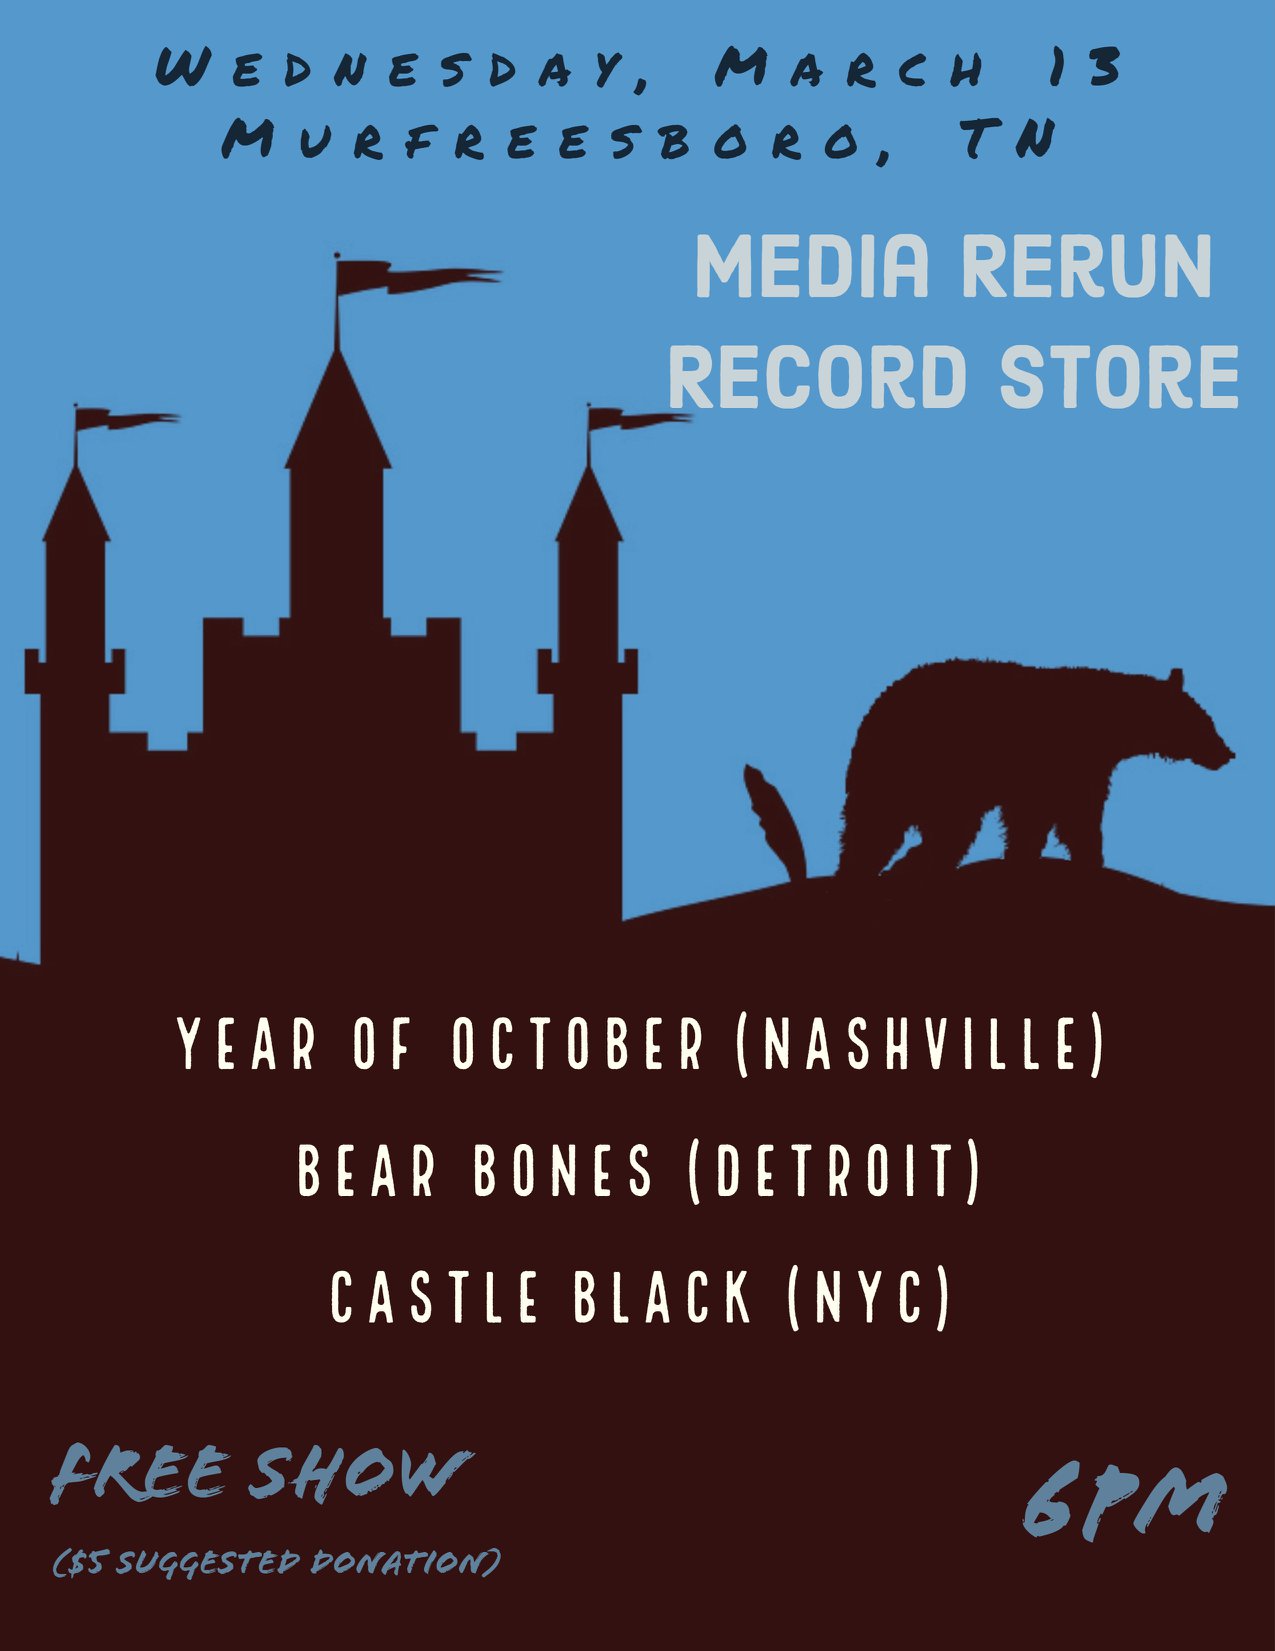 Wednesday, March 13
Murfreesboro, TN
MEDIA RERUN
RECORD STORE
YEAR OF OCTOBER (NASHVILLE)
BEAR BONES (DETROIT)
CASTLE BLACK (NYC)
FREE SHOW
6PM
($5 SUGGESTED DONATION)